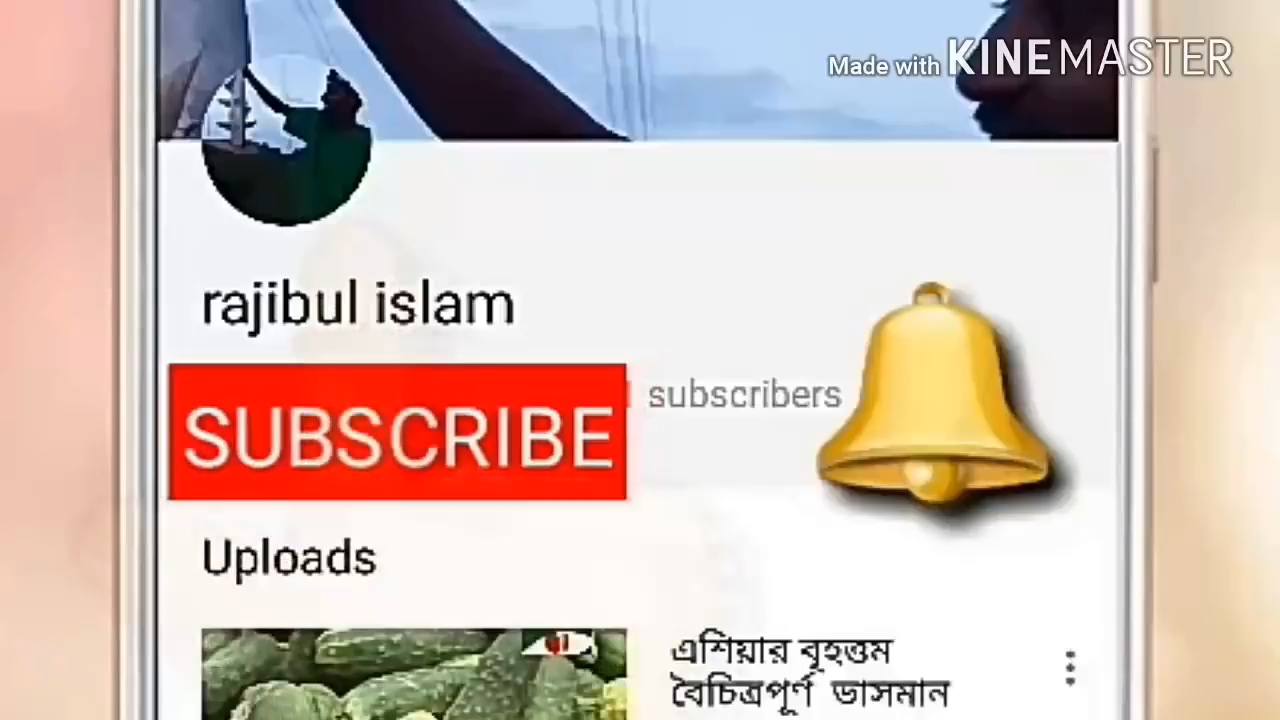 Made with KINEMASTER
rajibul islam
SUBSCRIBE
subscribers
Uploads
এশিয়ার বৃহত্তম
বৈচিত্রপূর্ণ ভাসমান